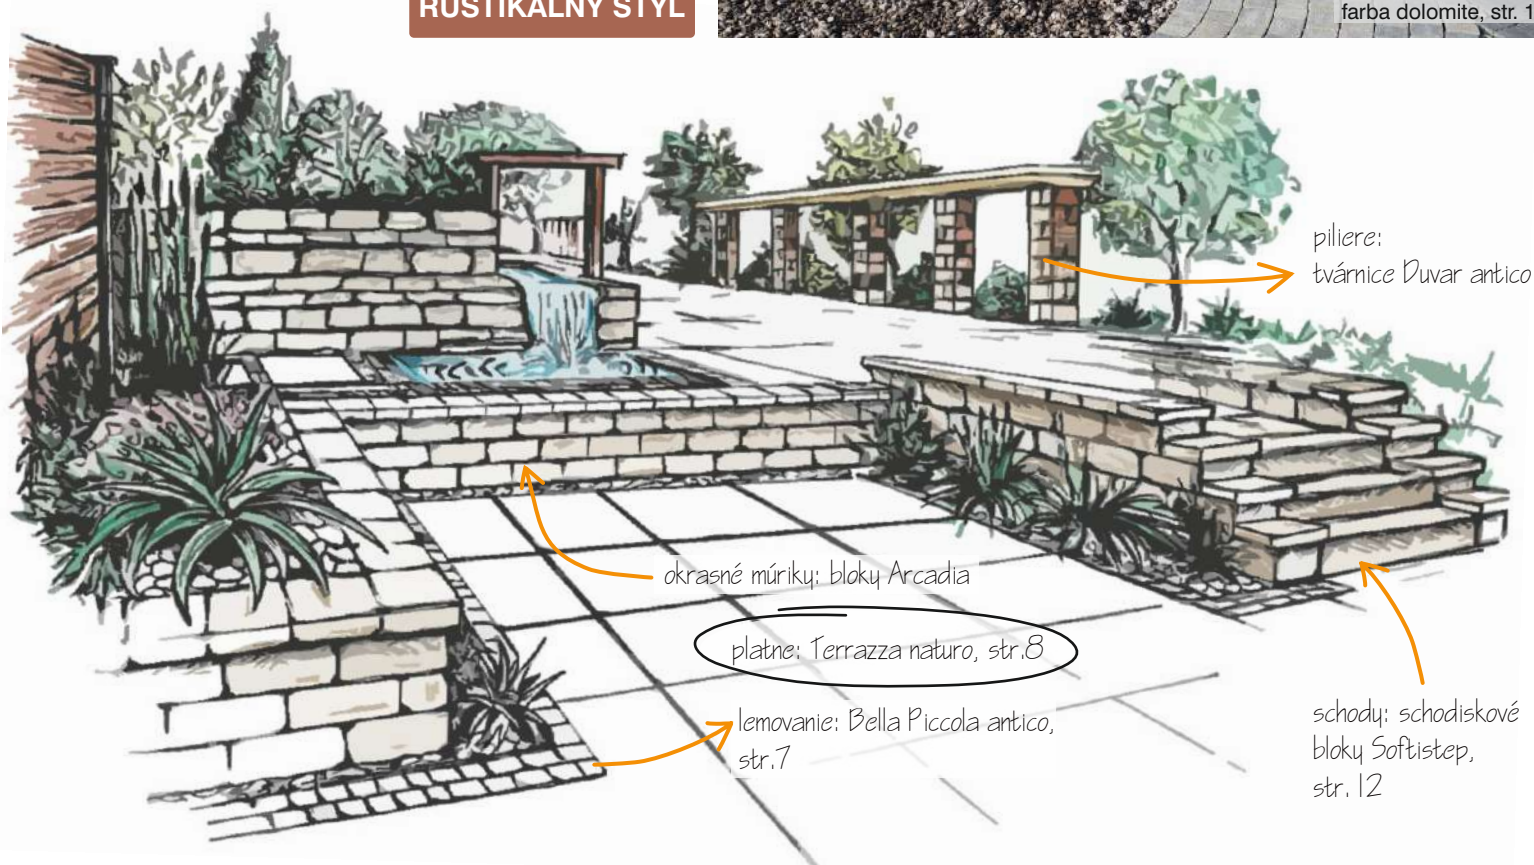 RUSTIKÁLNY ŠTÝL
farba dolomite, str. 1
piliere:
tvárnice Duvar antico
okrasné múriky: bloky Arcadia
platne: Terrazza naturo, str.8
lemovanie: Bella Piccola antico,
str.7
schody: schodiskové
bloky Softistep,
str. 12